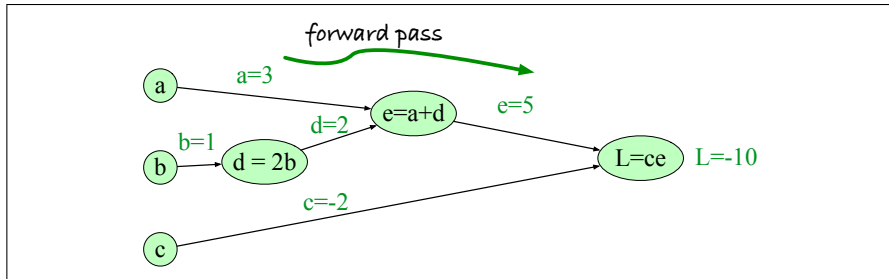 forward pass
a
a=3
e=a+d
e=5
b
b=1
d = 2b
d=2
L=ce
L=-10
c=-2
c